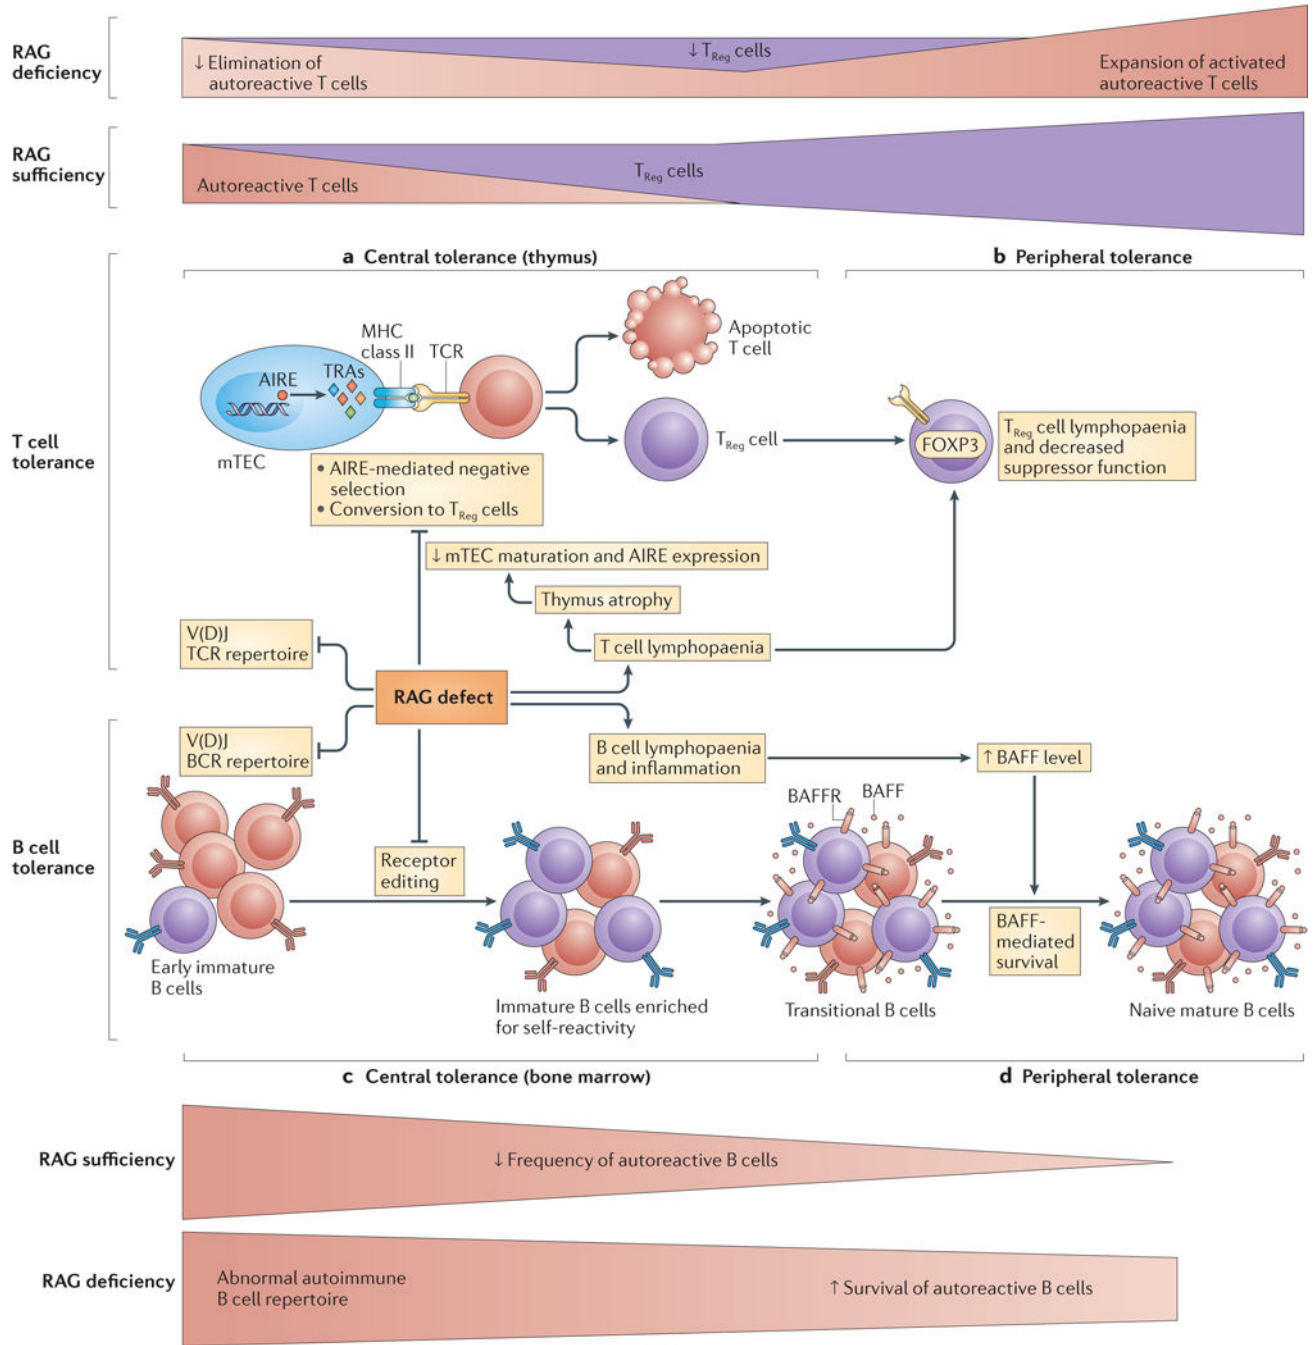 RAG
deficiency
↓ Elimination of
autoreactive T cells
↓ TReg cells
Expansion of activated
autoreactive T cells
RAG
sufficiency
Autoreactive T cells
TReg cells
a Central tolerance (thymus)
b Peripheral tolerance
T cell
tolerance
AIRE
TRAs
MHC
class II
TCR
mTEC
Apoptotic
T cell
TReg cell
FOXP3
TReg cell lymphopaenia
and decreased
suppressor function
• AIRE-mediated negative
selection
• Conversion to TReg cells
↓ mTEC maturation and AIRE expression
Thymus atrophy
T cell lymphopaenia
V(D)J
TCR repertoire
RAG defect
V(D)J
BCR repertoire
B cell lymphopaenia
and inflammation
↑ BAFF level
B cell
tolerance
Receptor
editing
BAFFR
BAFF
BAFF-
mediated
survival
Early immature
B cells
Immature B cells enriched
for self-reactivity
Transitional B cells
Naive mature B cells
c Central tolerance (bone marrow)
d Peripheral tolerance
RAG sufficiency
↓ Frequency of autoreactive B cells
RAG deficiency
Abnormal autoimmune
B cell repertoire
↑ Survival of autoreactive B cells